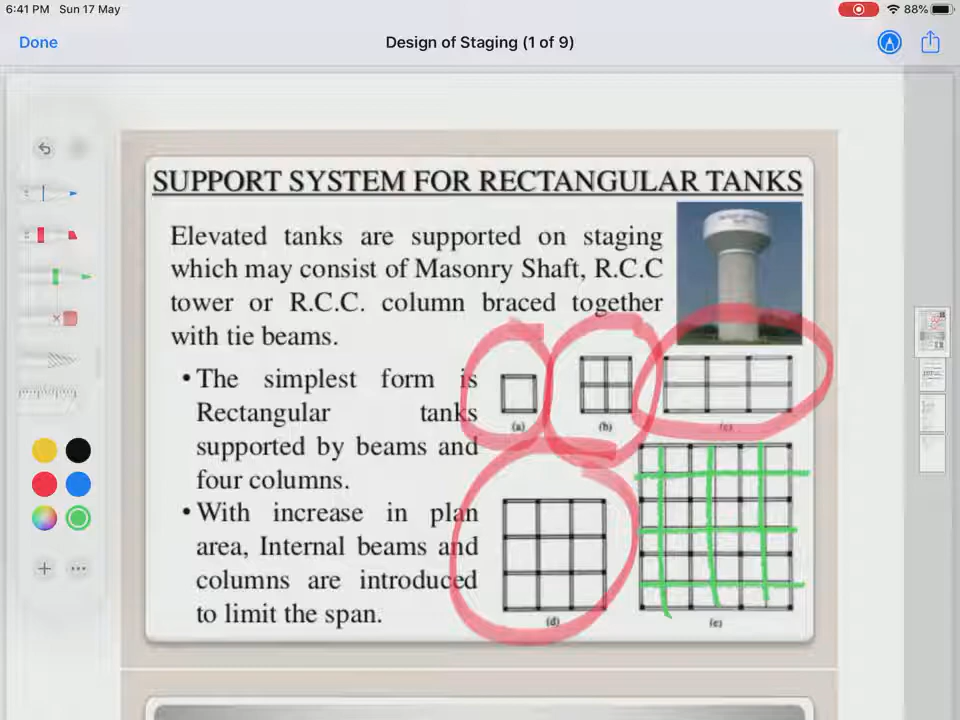 6:41 PM Sun 17 May
88%
Done
Design of Staging (1 of 9)
SUPPORT SYSTEM FOR RECTANGULAR TANKS
Elevated tanks are supported on staging
which may consist of Masonry Shaft, R.C.C
tower or R.C.C. column braced together
with tie beams.
• The simplest form is
Rectangular tanks
supported by beams and
four columns.
• With increase in plan
area, Internal beams and
columns are introduced
to limit the span.
(a)
(b)
(c)
(d)
(e)